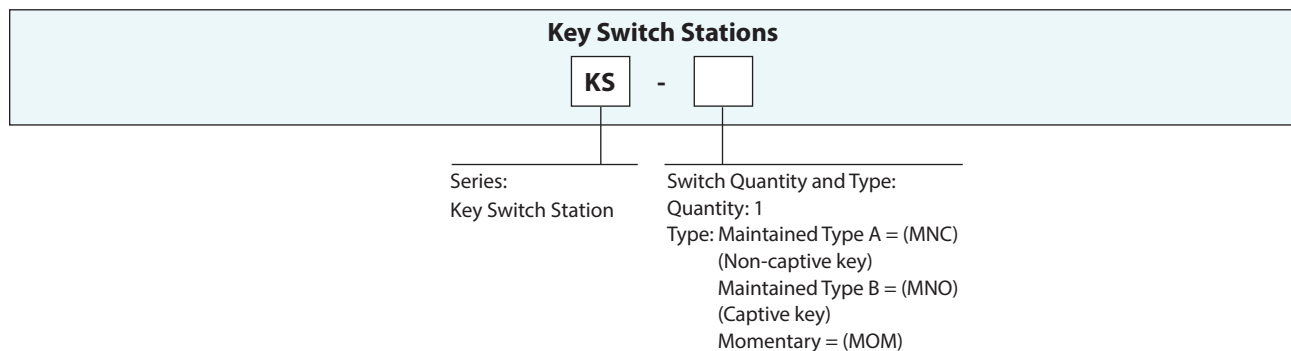 Key Switch Stations
KS -
Series:
Key Switch Station
Switch Quantity and Type:
Quantity: 1
Type: Maintained Type A = (MNC)
(Non-captive key)
Maintained Type B = (MNO)
(Captive key)
Momentary = (MOM)